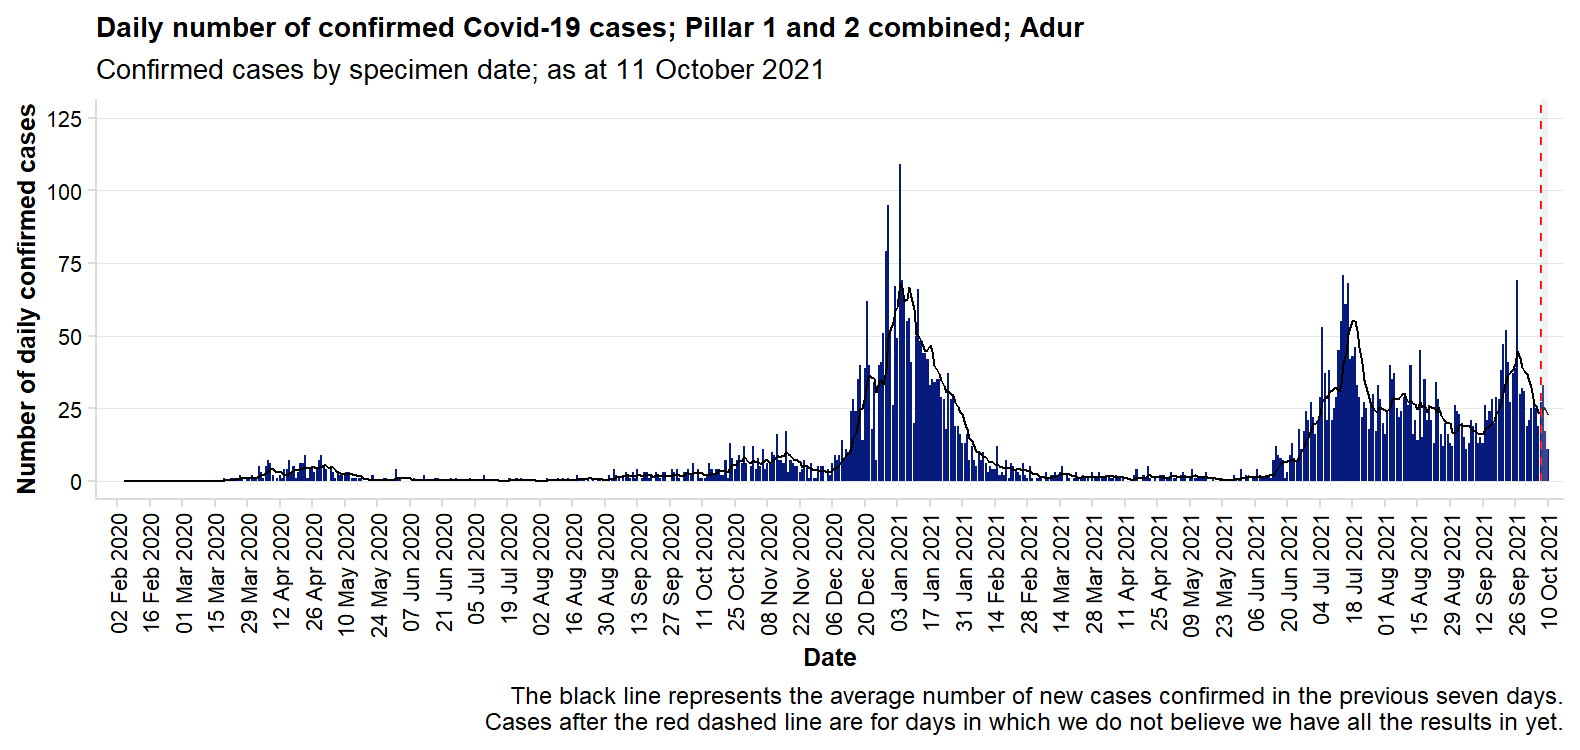 Daily number of confirmed Covid-19 cases; Pillar 1 and 2 combined; Adur
Confirmed cases by specimen date; as at 11 October 2021
Number of daily confirmed cases
125
100
75
50
25
0
02 Feb 2020
16 Feb 2020
01 Mar 2020
15 Mar 2020
29 Mar 2020
12 Apr 2020
26 Apr 2020
10 May 2020
24 May 2020
07 Jun 2020
21 Jun 2020
05 Jul 2020
19 Jul 2020
02 Aug 2020
16 Aug 2020
30 Aug 2020
13 Sep 2020
27 Sep 2020
11 Oct 2020
25 Oct 2020
08 Nov 2020
22 Nov 2020
06 Dec 2020
20 Dec 2020
03 Jan 2021
17 Jan 2021
31 Jan 2021
14 Feb 2021
28 Feb 2021
14 Mar 2021
28 Mar 2021
11 Apr 2021
25 Apr 2021
09 May 2021
23 May 2021
06 Jun 2021
20 Jun 2021
04 Jul 2021
18 Jul 2021
01 Aug 2021
15 Aug 2021
29 Aug 2021
12 Sep 2021
26 Sep 2021
10 Oct 2021
Date
The black line represents the average number of new cases confirmed in the previous seven days.
Cases after the red dashed line are for days in which we do not believe we have all the results in yet.